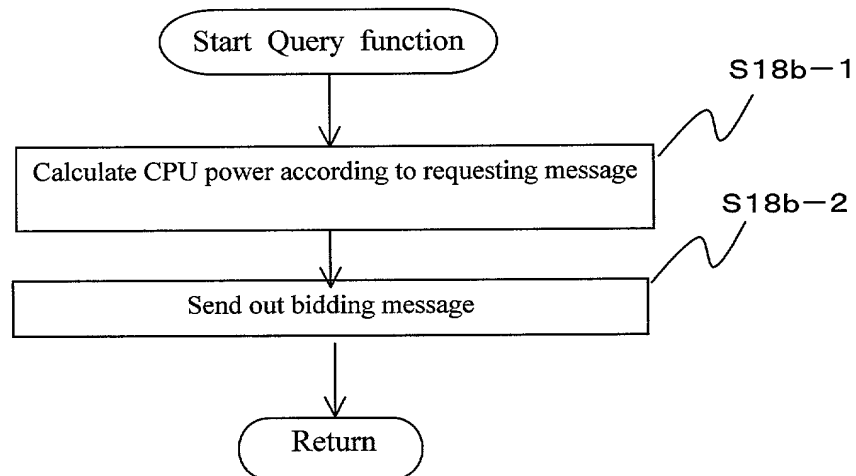 Start Query function
S18b-1
Calculate CPU power according to requesting message
S18b-2
Send out bidding message
Return